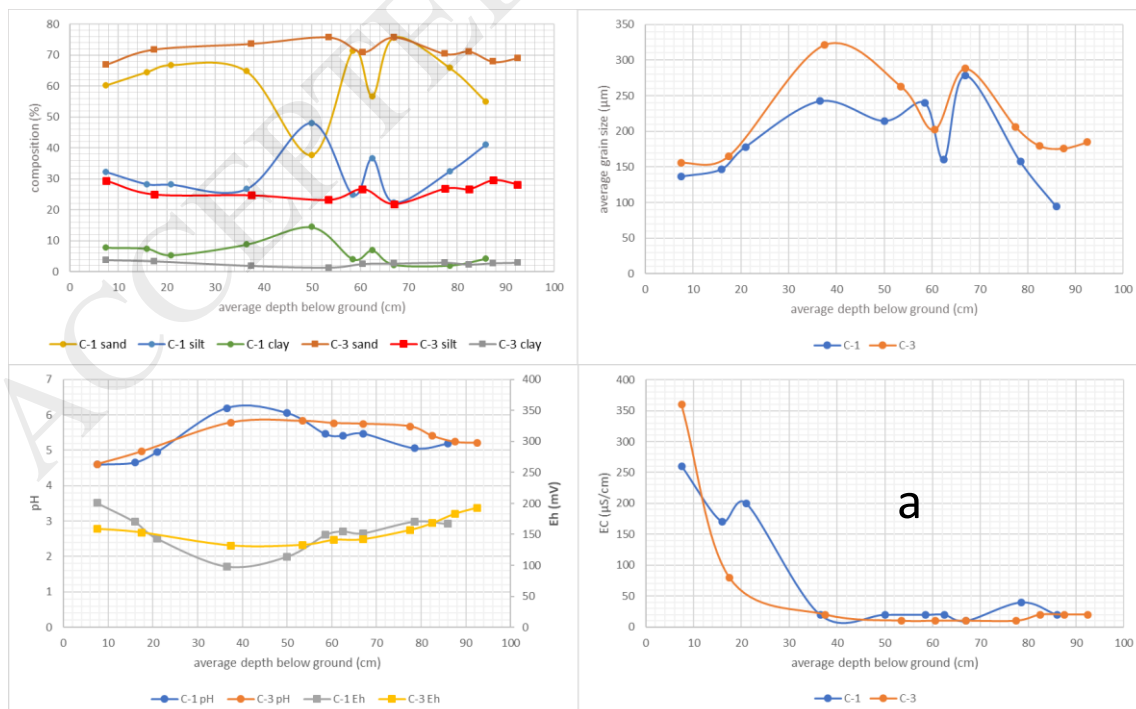 80
70
60
50
40
30
20
10
0
composition (%)
0 10 20 30 40 50 60 70 80 90 100
average depth below ground (cm)
C-1 sand C-1 silt C-1 clay C-3 sand C-3 silt C-3 clay
350
300
250
200
150
100
50
0
average grain size (μm)
0 10 20 30 40 50 60 70 80 90 100
average depth below ground (cm)
C-1 C-3
7
6
5
4
3
2
1
0
pH
400
350
300
250
200
150
100
50
0
Eh (mV)
0 10 20 30 40 50 60 70 80 90 100
average depth below ground (cm)
C-1 pH C-3 pH C-1 Eh C-3 Eh
400
350
300
250
200
150
100
50
0
EC (μS/cm)
a
0 10 20 30 40 50 60 70 80 90 100
average depth below ground (cm)
C-1 C-3